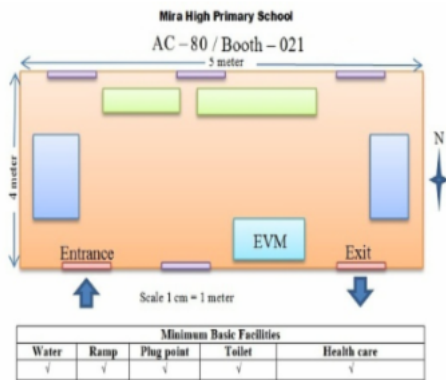 Mira High Primary School
AC – 80 / Booth – 021
5 meter
4 meter
N
EVM
Entrance
Exit
Scale 1 cm = 1 meter
Minimum Basic Facilities
Water Ramp Plug point Toilet Health care
√ √ √ √ √